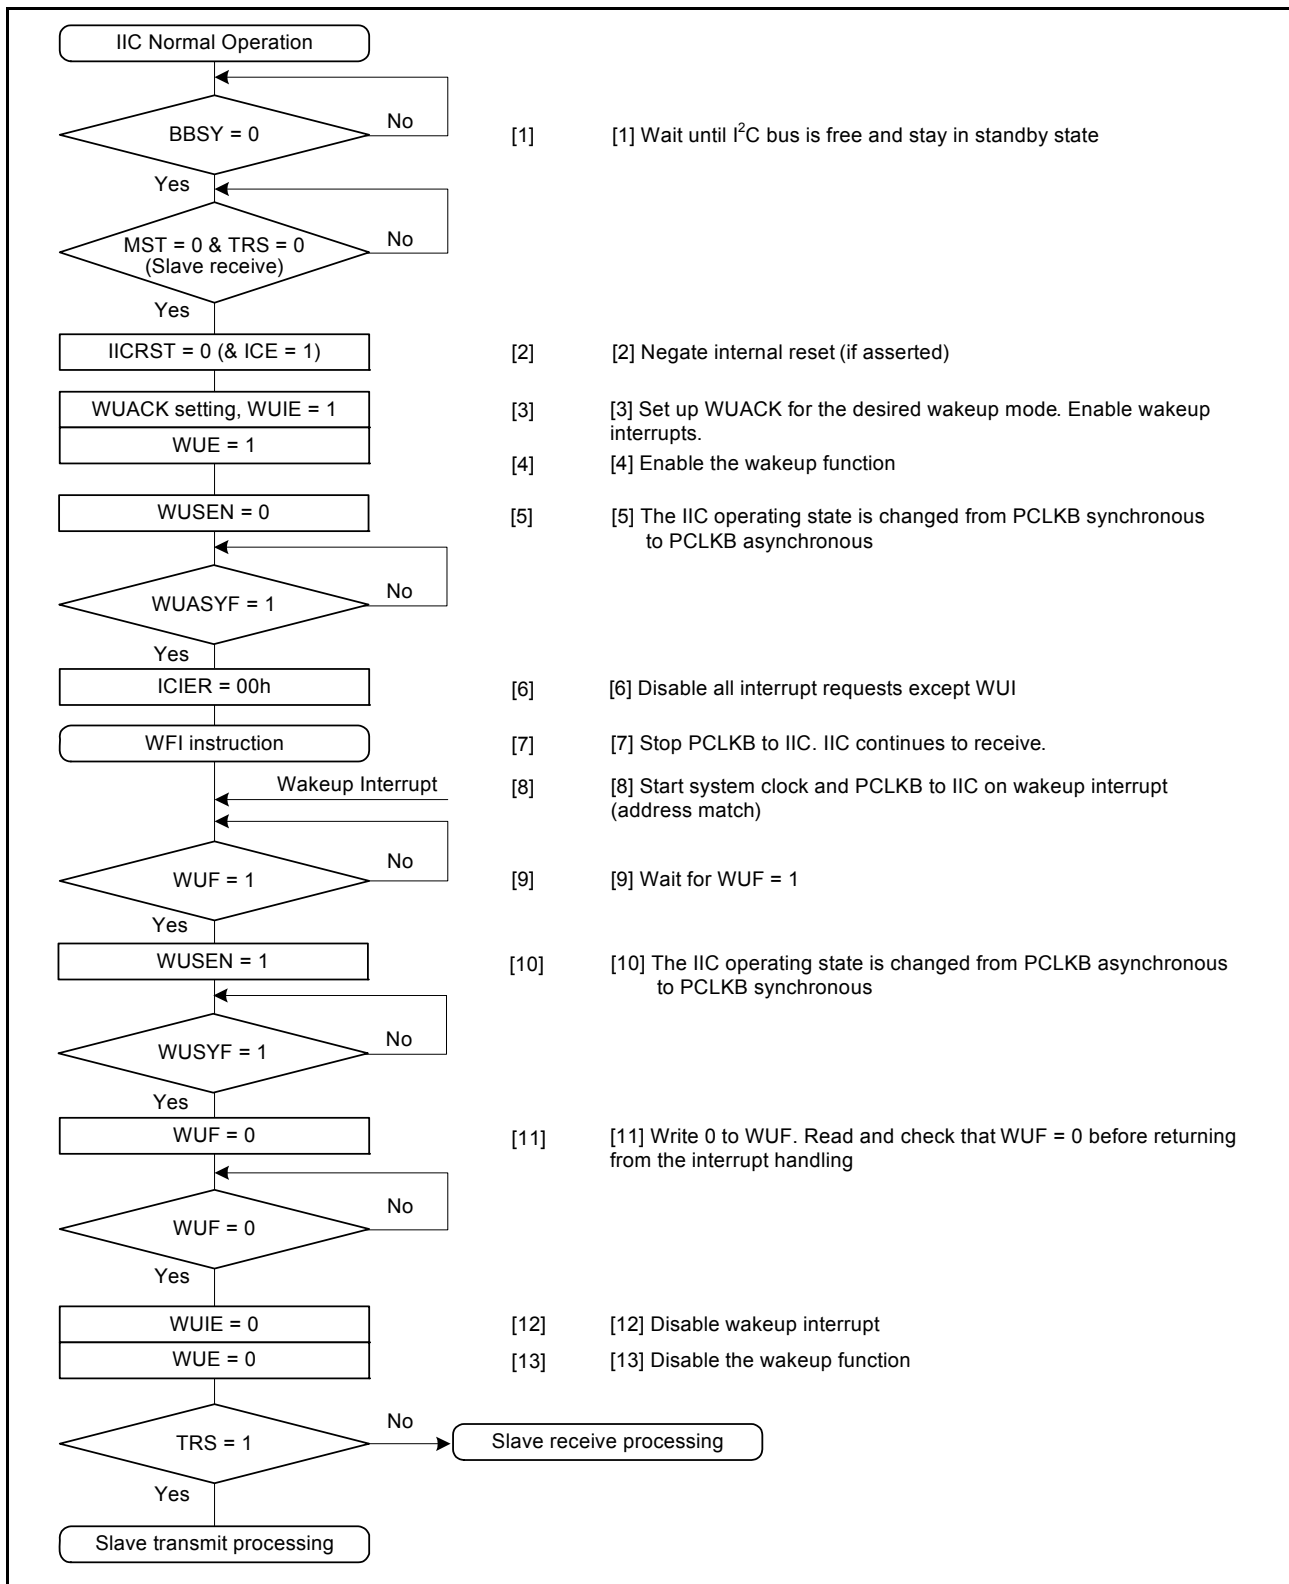 IIC Normal Operation
BBSY = 0
No
[1] [1] Wait until I²C bus is free and stay in standby state
Yes
MST = 0 & TRS = 0
(Slave receive)
No
Yes
IICRST = 0 (& ICE = 1)
[2] [2] Negate internal reset (if asserted)
WUACK setting, WUIE = 1
[3] [3] Set up WUACK for the desired wakeup mode. Enable wakeup
interrupts.
WUE = 1
[4] [4] Enable the wakeup function
WUSEN = 0
[5] [5] The IIC operating state is changed from PCLKB synchronous
to PCLKB asynchronous
WUASYF = 1
No
Yes
ICIER = 00h
[6] [6] Disable all interrupt requests except WUI
WFI instruction
[7] [7] Stop PCLKB to IIC. IIC continues to receive.
Wakeup Interrupt
[8] [8] Start system clock and PCLKB to IIC on wakeup interrupt
(address match)
WUF = 1
No
[9] [9] Wait for WUF = 1
Yes
WUSEN = 1
[10] [10] The IIC operating state is changed from PCLKB asynchronous
to PCLKB synchronous
WUSYF = 1
No
Yes
WUF = 0
[11] [11] Write 0 to WUF. Read and check that WUF = 0 before returning
from the interrupt handling
WUF = 0
No
Yes
WUIE = 0
[12] [12] Disable wakeup interrupt
WUE = 0
[13] [13] Disable the wakeup function
TRS = 1
No
Slave receive processing
Yes
Slave transmit processing